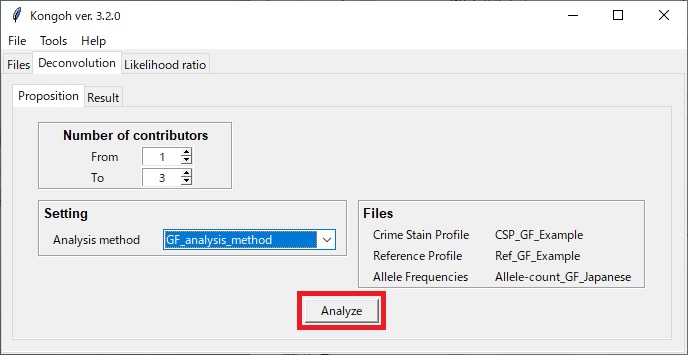 Kongoh ver. 3.2.0
File Tools Help
Files Deconvolution Likelihood ratio
Proposition Result
Number of contributors
From 1
To 3
Setting
Analysis method GF_analysis_method
Files
Crime Stain Profile CSP_GF_Example
Reference Profile Ref_GF_Example
Allele Frequencies Allele-count_GF_Japanese
Analyze